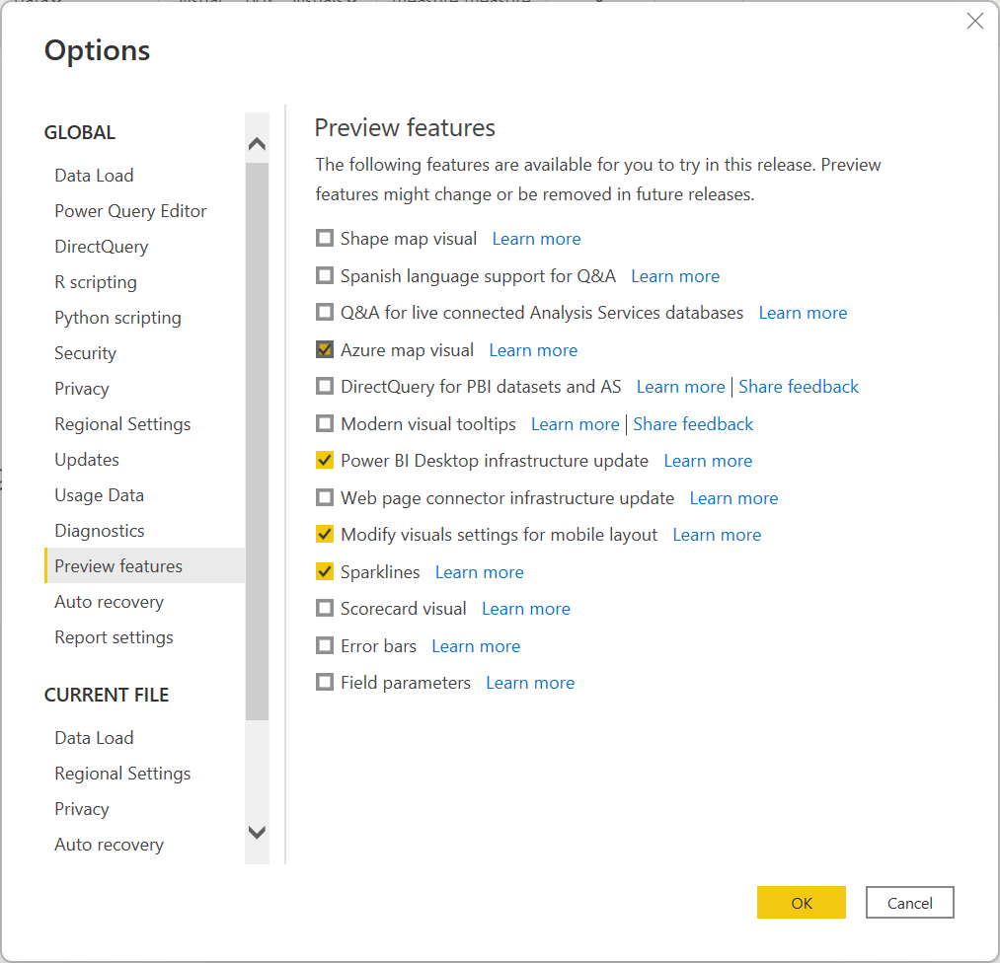 Options
GLOBAL
Data Load
Power Query Editor
DirectQuery
R scripting
Python scripting
Security
Privacy
Regional Settings
Updates
Usage Data
Diagnostics
Preview features
Auto recovery
Report settings
CURRENT FILE
Data Load
Regional Settings
Privacy
Auto recovery
Preview features
The following features are available for you to try in this release. Preview
features might change or be removed in future releases.
Shape map visual Learn more
Spanish language support for Q&A Learn more
Q&A for live connected Analysis Services databases Learn more
Azure map visual Learn more
DirectQuery for PBI datasets and AS Learn more | Share feedback
Modern visual tooltips Learn more | Share feedback
Power BI Desktop infrastructure update Learn more
Web page connector infrastructure update Learn more
Modify visuals settings for mobile layout Learn more
Sparklines Learn more
Scorecard visual Learn more
Error bars Learn more
Field parameters Learn more
OK Cancel